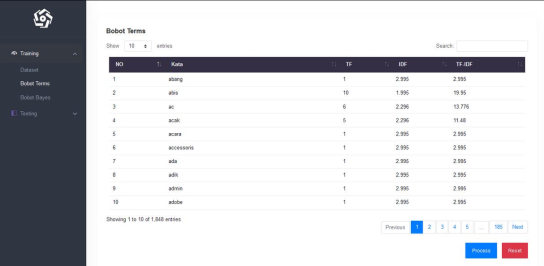 Training
Dataset
Bobot Terms
Bobot Bayes
Testing
Bobot Terms
Show 10 entries
Search:
NO Kata TF IDF TF-IDF
1 abang 1 2.995 2.995
2 abis 10 1.995 19.95
3 ac 6 2.296 13.776
4 acak 5 2.296 11.48
5 acara 1 2.995 2.995
6 accessoris 1 2.995 2.995
7 ada 1 2.995 2.995
8 adik 1 2.995 2.995
9 admin 1 2.995 2.995
10 adobe 1 2.995 2.995
Showing 1 to 10 of 1,848 entries
Previous 1 2 3 4 5 ... 185 Next
Process Reset